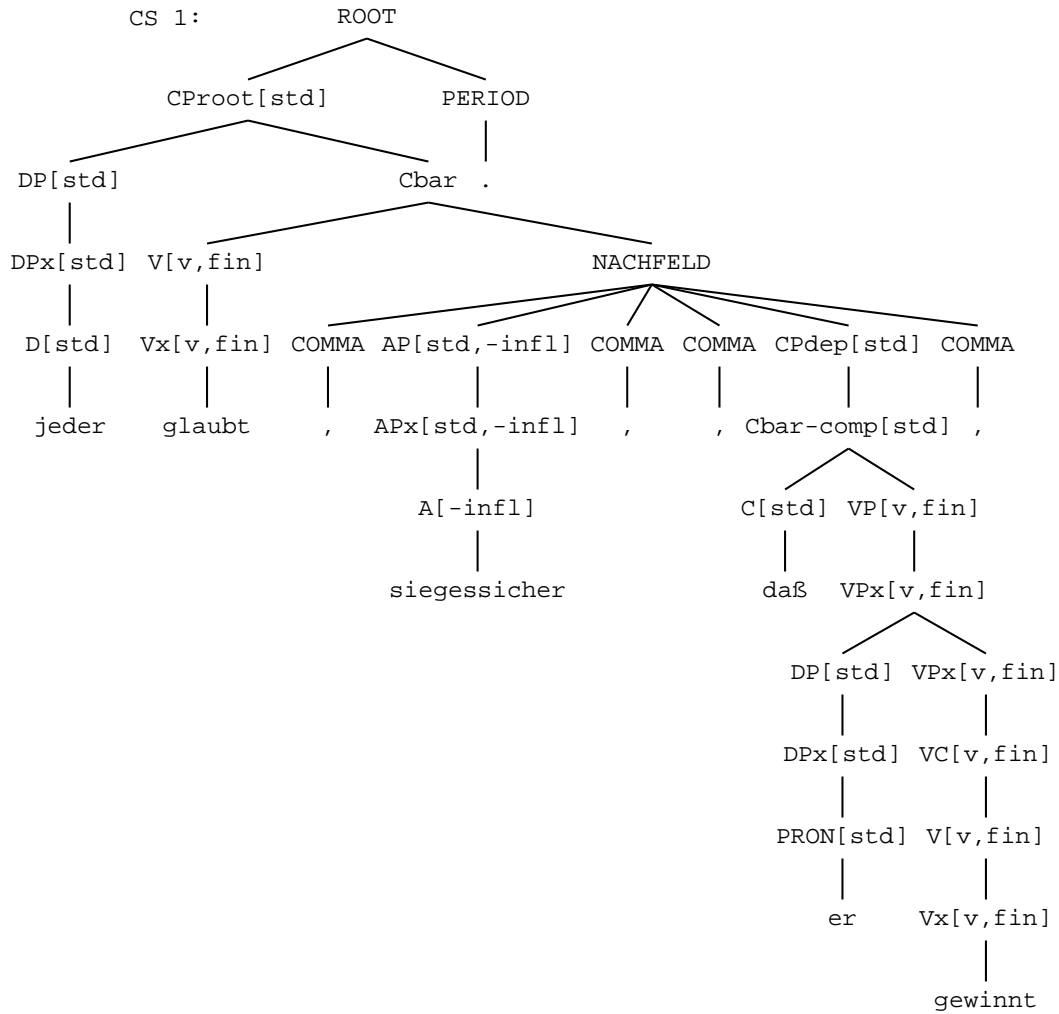 CS 1: ROOT
CProot[std] PERIOD
DP[std] Cbar .
DPx[std] V[v,fin] NACHFELD
D[std] Vx[v,fin] COMMA AP[std,-infl] COMMA COMMA CPdep[std] COMMA
jeder glaubt , APx[std,-infl] , , Cbar-comp[std] ,
A[-infl] C[std] VP[v,fin]
siegessicher daß VPx[v,fin]
DP[std] VPx[v,fin]
DPx[std] VC[v,fin]
PRON[std] V[v,fin]
er Vx[v,fin]
gewinnt